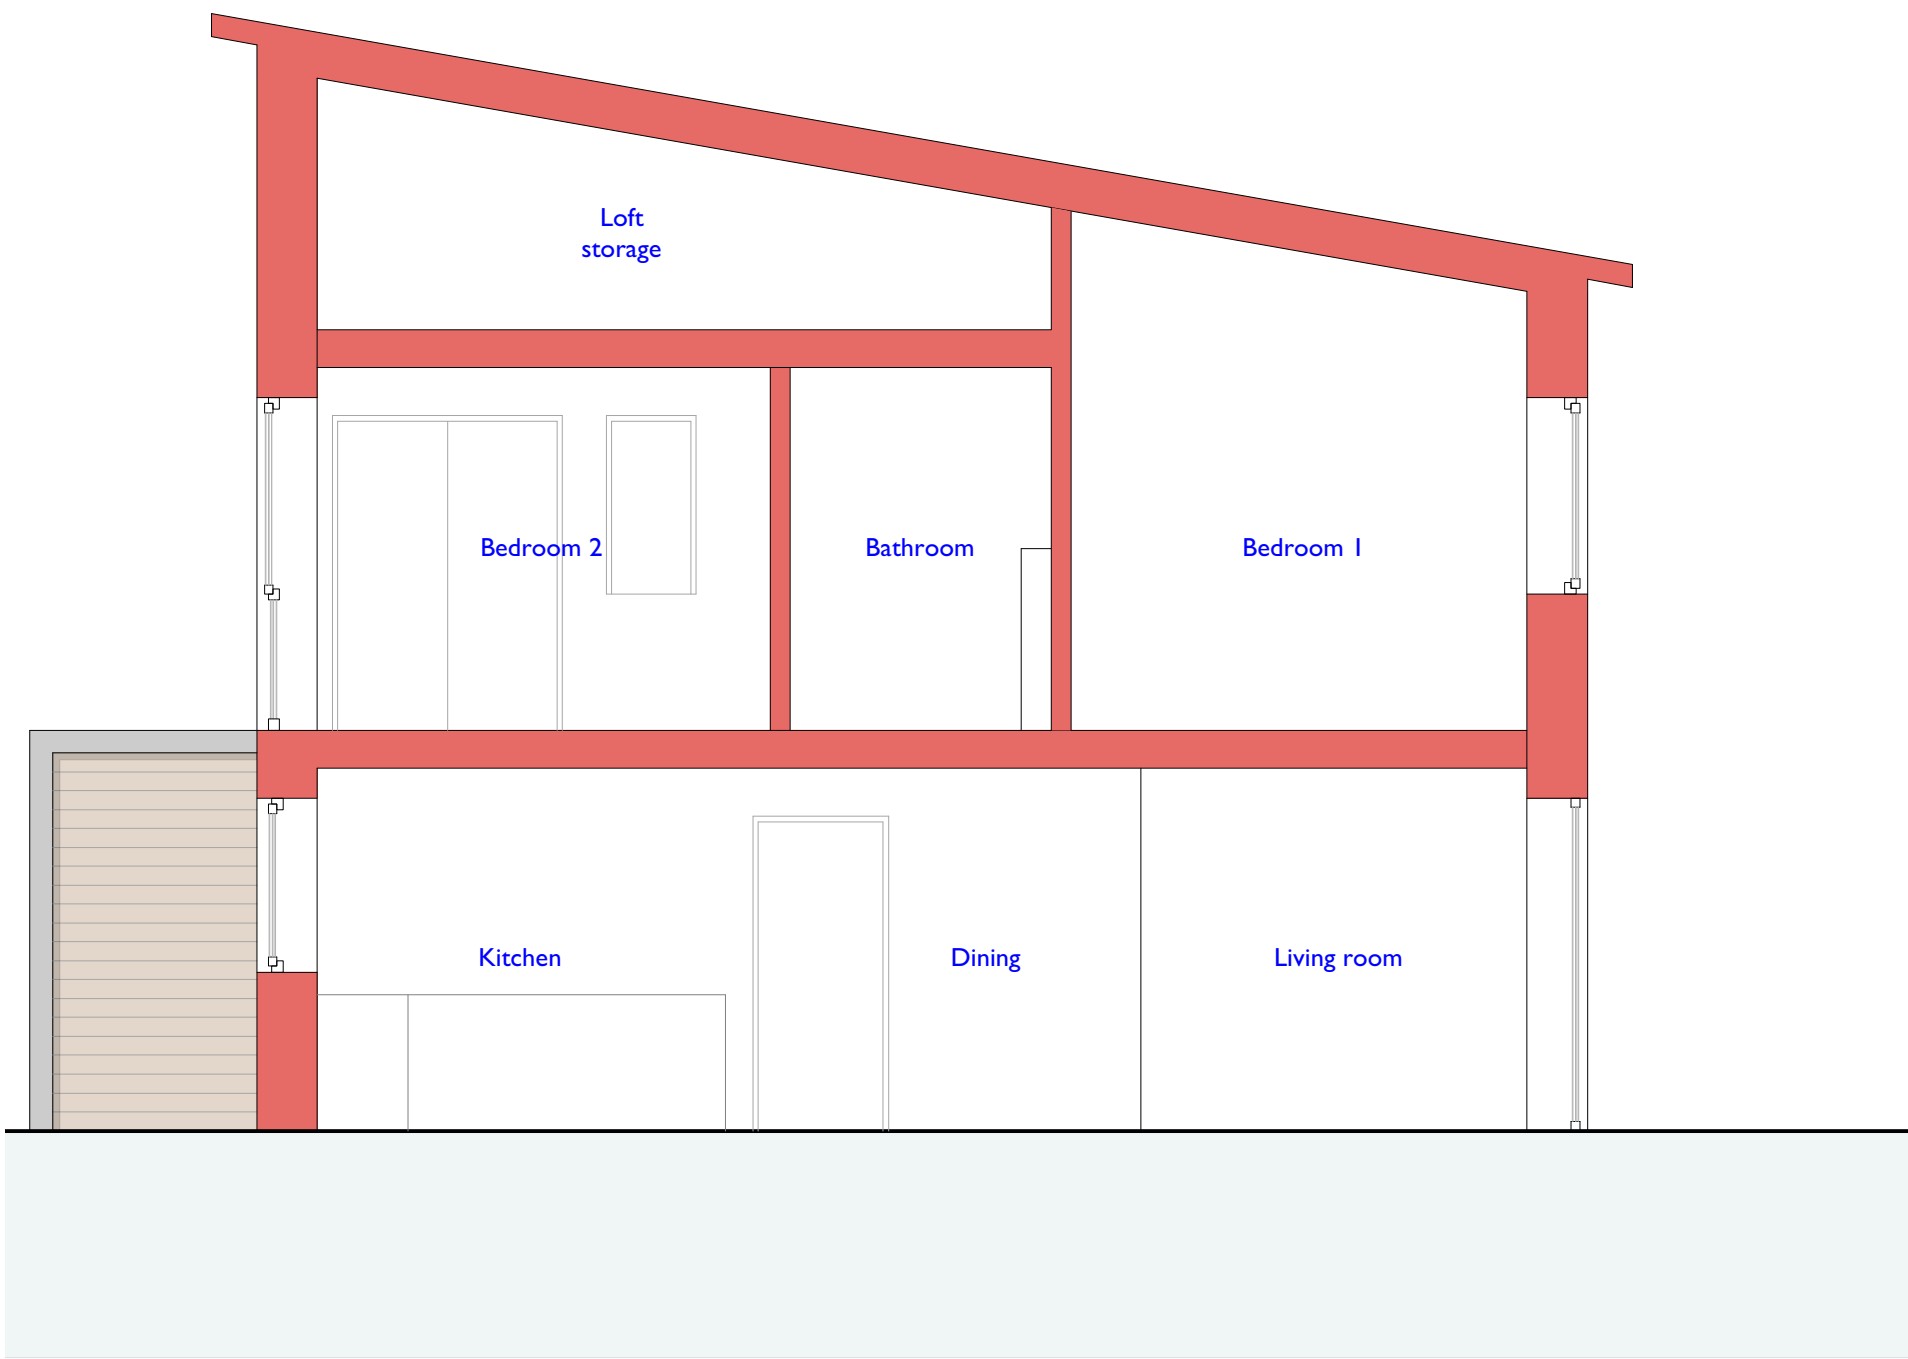 Loft
storage
Bedroom 2
Bathroom
Bedroom 1
Kitchen
Dining
Living room